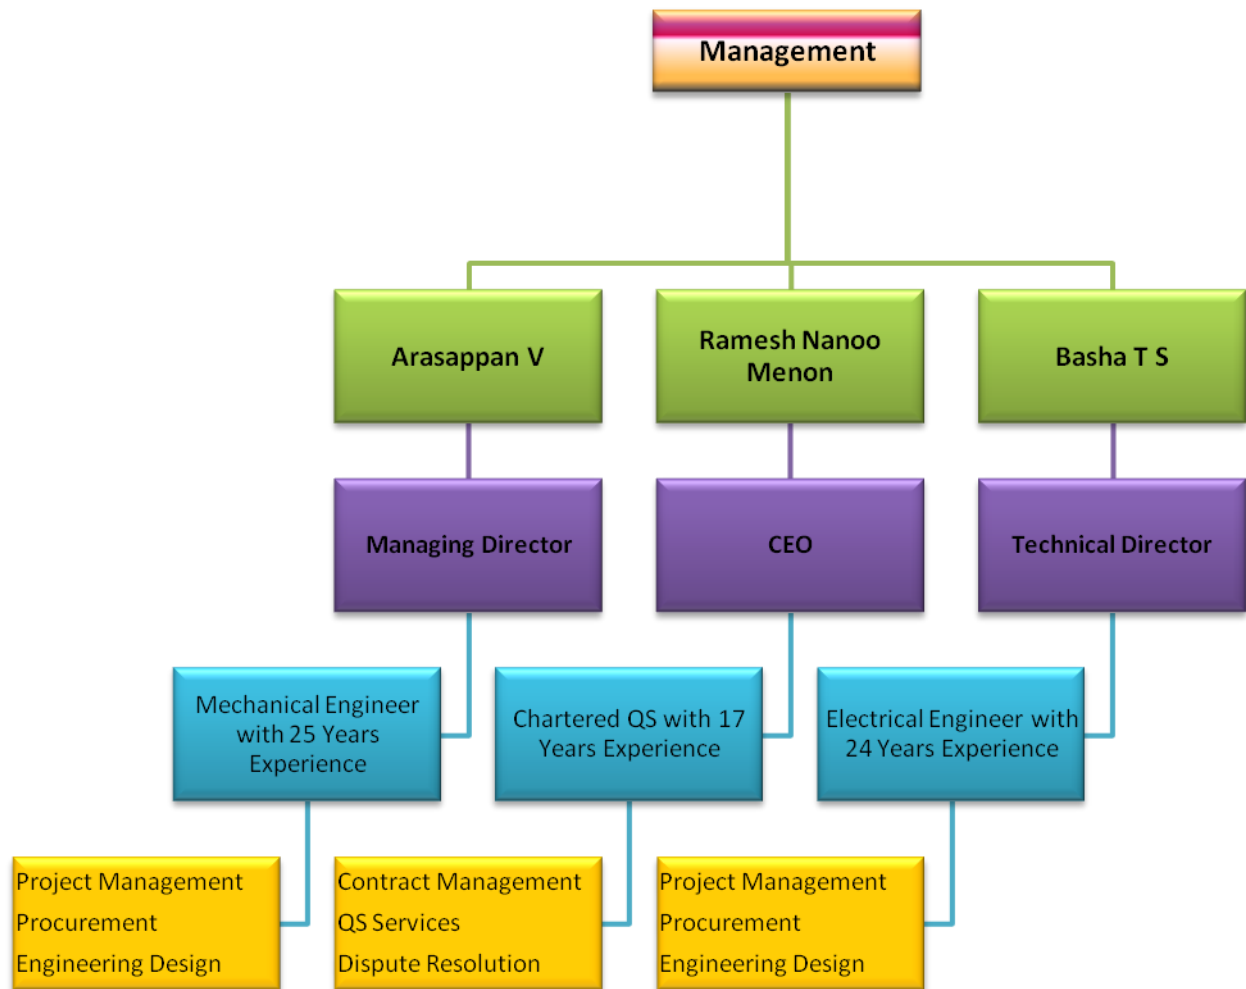 Management
Arasappan V
Ramesh Nanoo
Menon
Basha T S
Managing Director
CEO
Technical Director
Mechanical Engineer
with 25 Years
Experience
Chartered QS with 17
Years Experience
Electrical Engineer with
24 Years Experience
Project Management
Procurement
Engineering Design
Contract Management
QS Services
Dispute Resolution
Project Management
Procurement
Engineering Design